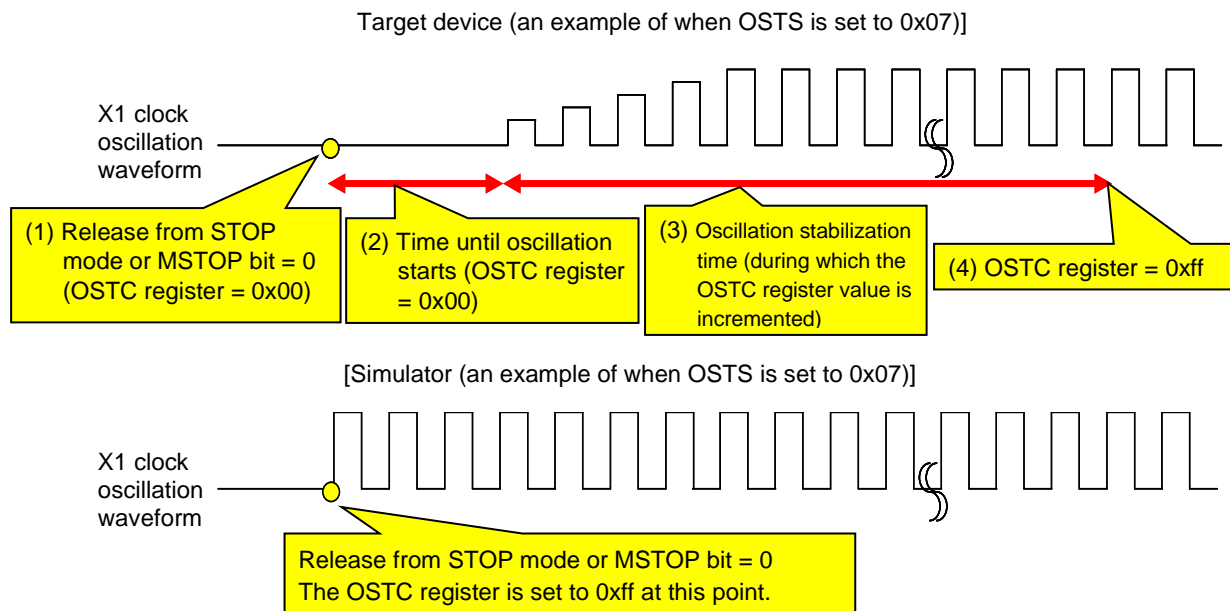 Target device (an example of when OSTS is set to 0x07)]
X1 clock
oscillation
waveform
(1) Release from STOP
mode or MSTOP bit = 0
(OSTC register = 0x00)
(2) Time until oscillation
starts (OSTC register
= 0x00)
(3) Oscillation stabilization
time (during which the
OSTC register value is
incremented)
(4) OSTC register = 0xff
[Simulator (an example of when OSTS is set to 0x07)]
X1 clock
oscillation
waveform
Release from STOP mode or MSTOP bit = 0
The OSTC register is set to 0xff at this point.